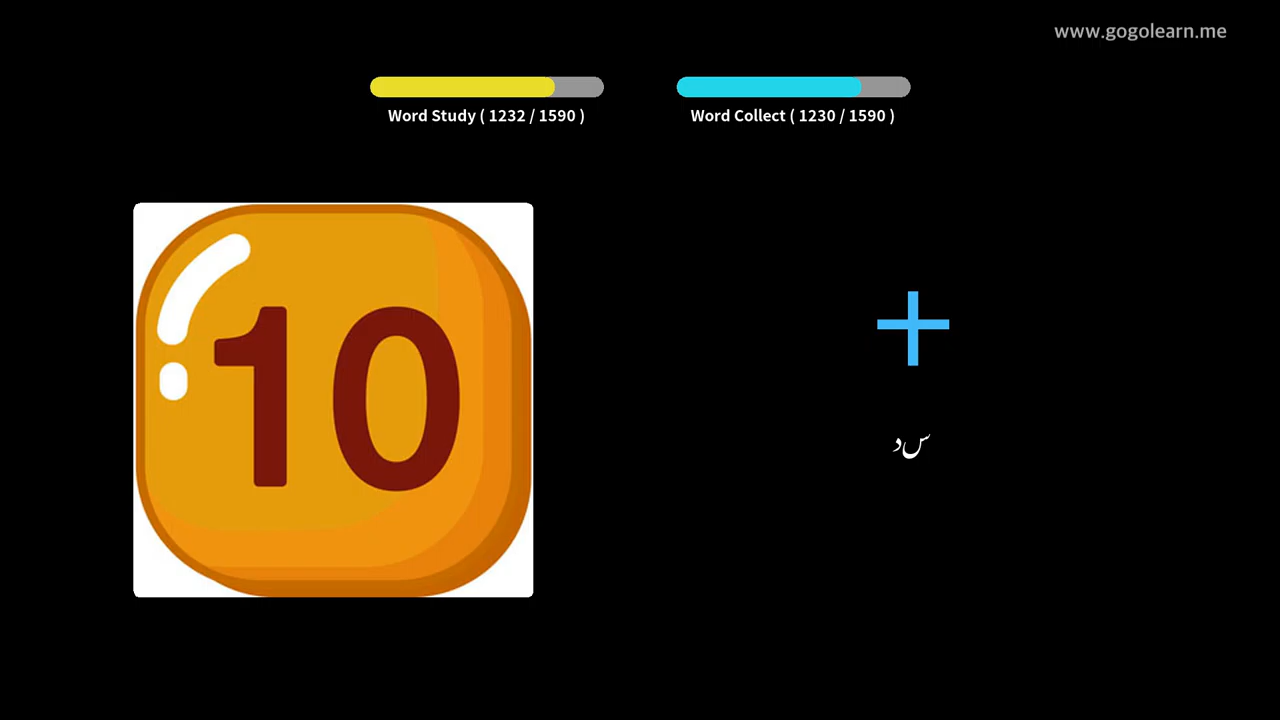 www.gogolearn.me
Word Study ( 1232 / 1590 )
Word Collect ( 1230 / 1590 )
10
+
دس